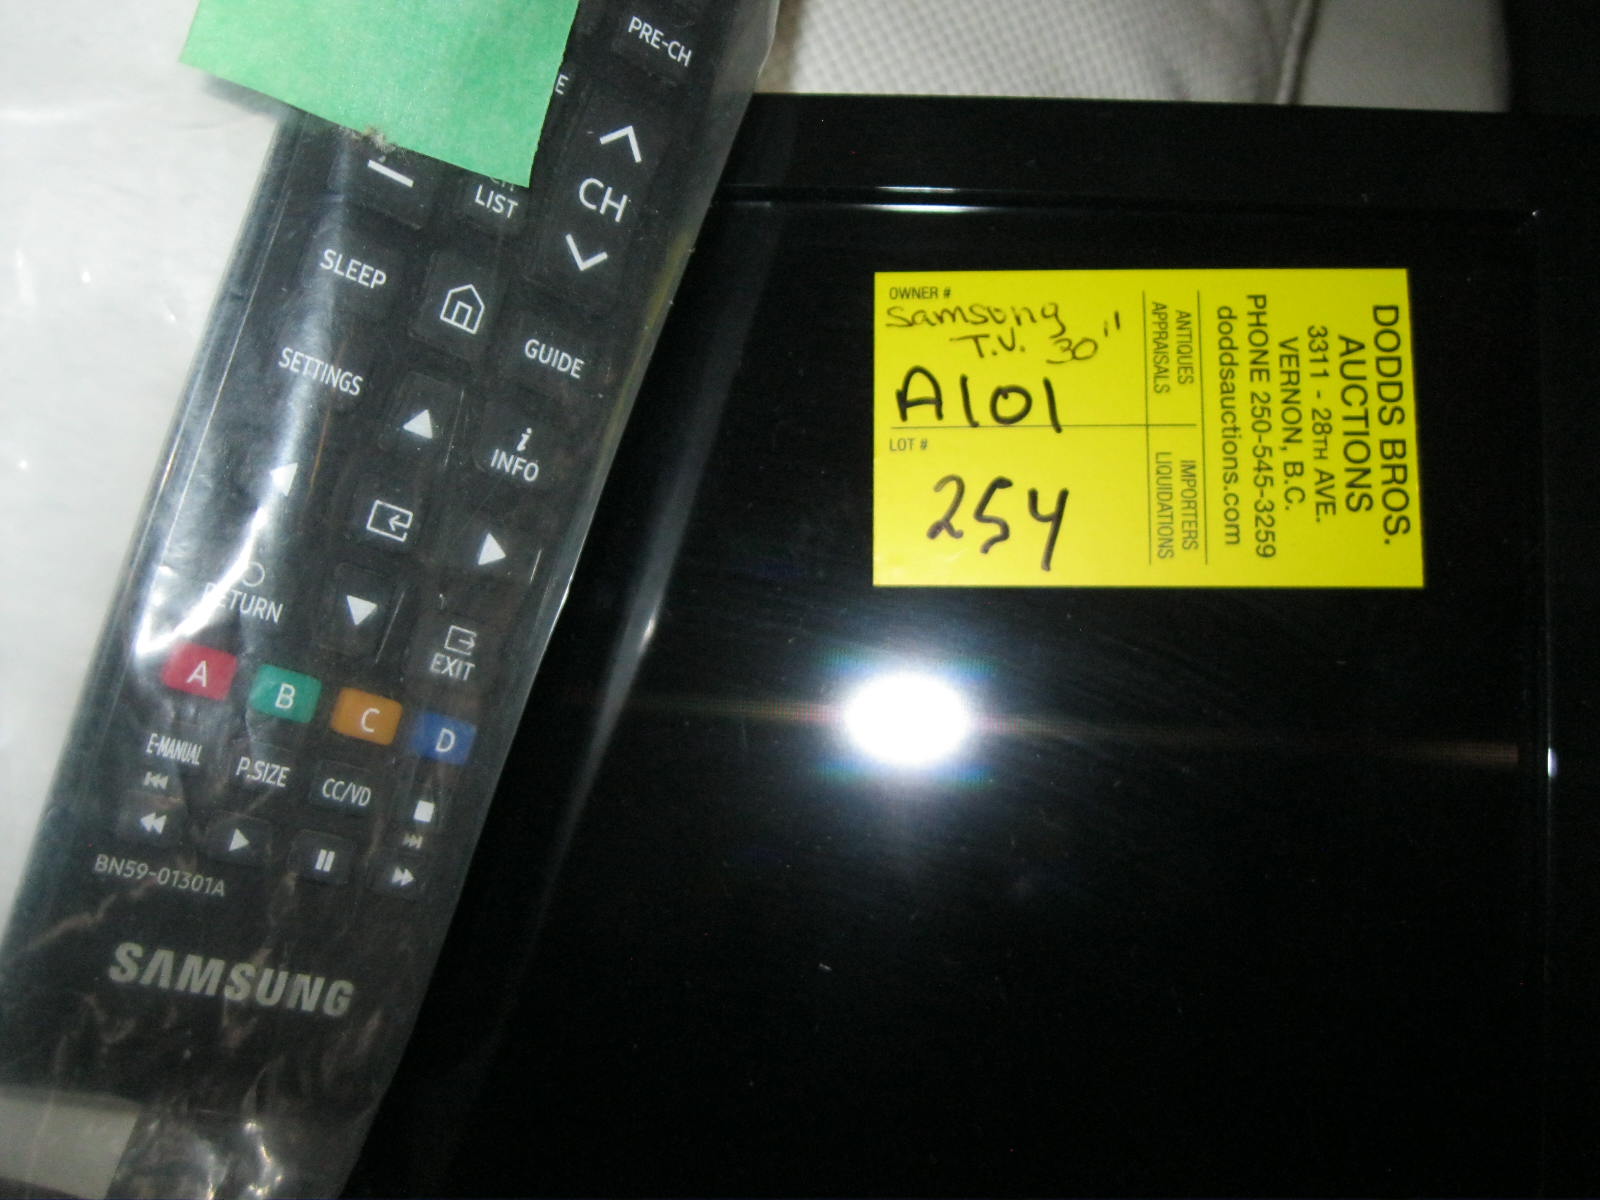 PRE-CH
E
CH
LIST
CH
SLEEP
GUIDE
SETTINGS
i
INFO
RETURN
EXIT
A B C D
E-MANUAL P.SIZE CC/VD
BN59-01301A
SAMSUNG
OWNER #
Samsung
T.V. 30"
A101
LOT #
254
ANTIQUES
APPRAISALS
IMPORTERS
LIQUIDATIONS
DODDS BROS.
AUCTIONS
3311 - 28TH AVE.
VERNON, B.C.
PHONE 250-545-3259
doddsauctions.com